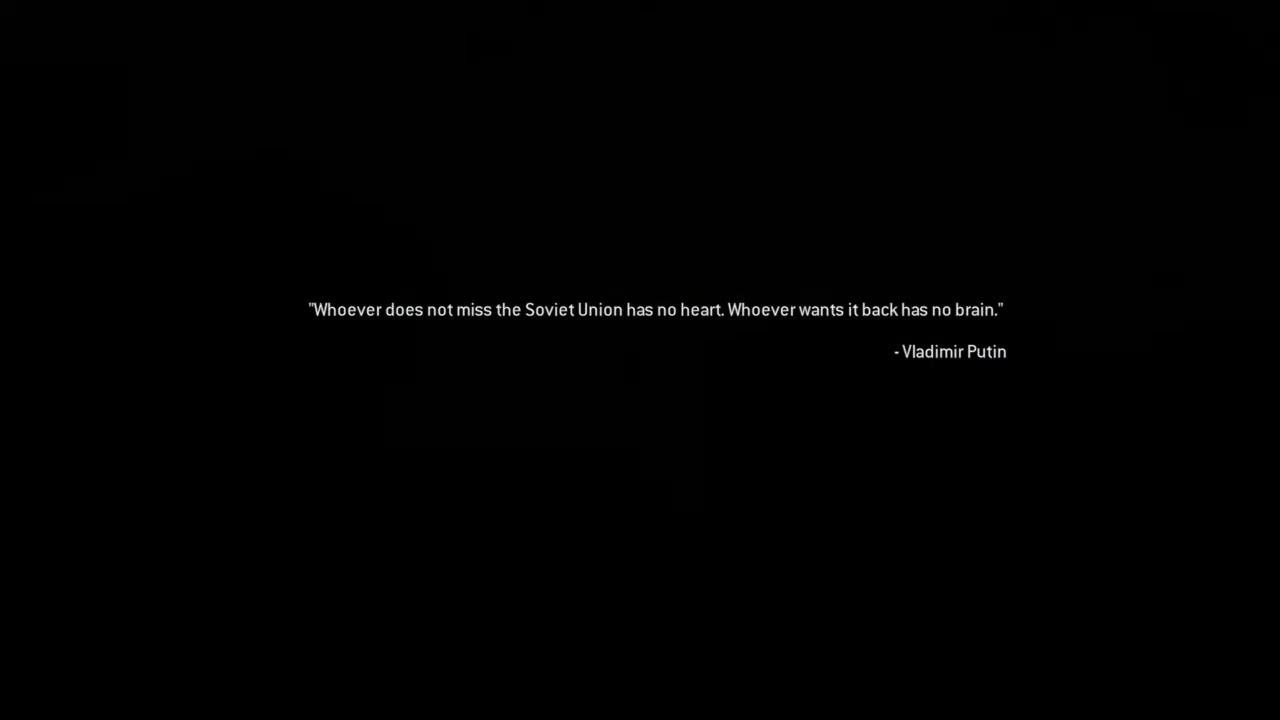 "Whoever does not miss the Soviet Union has no heart. Whoever wants it back has no brain."
- Vladimir Putin